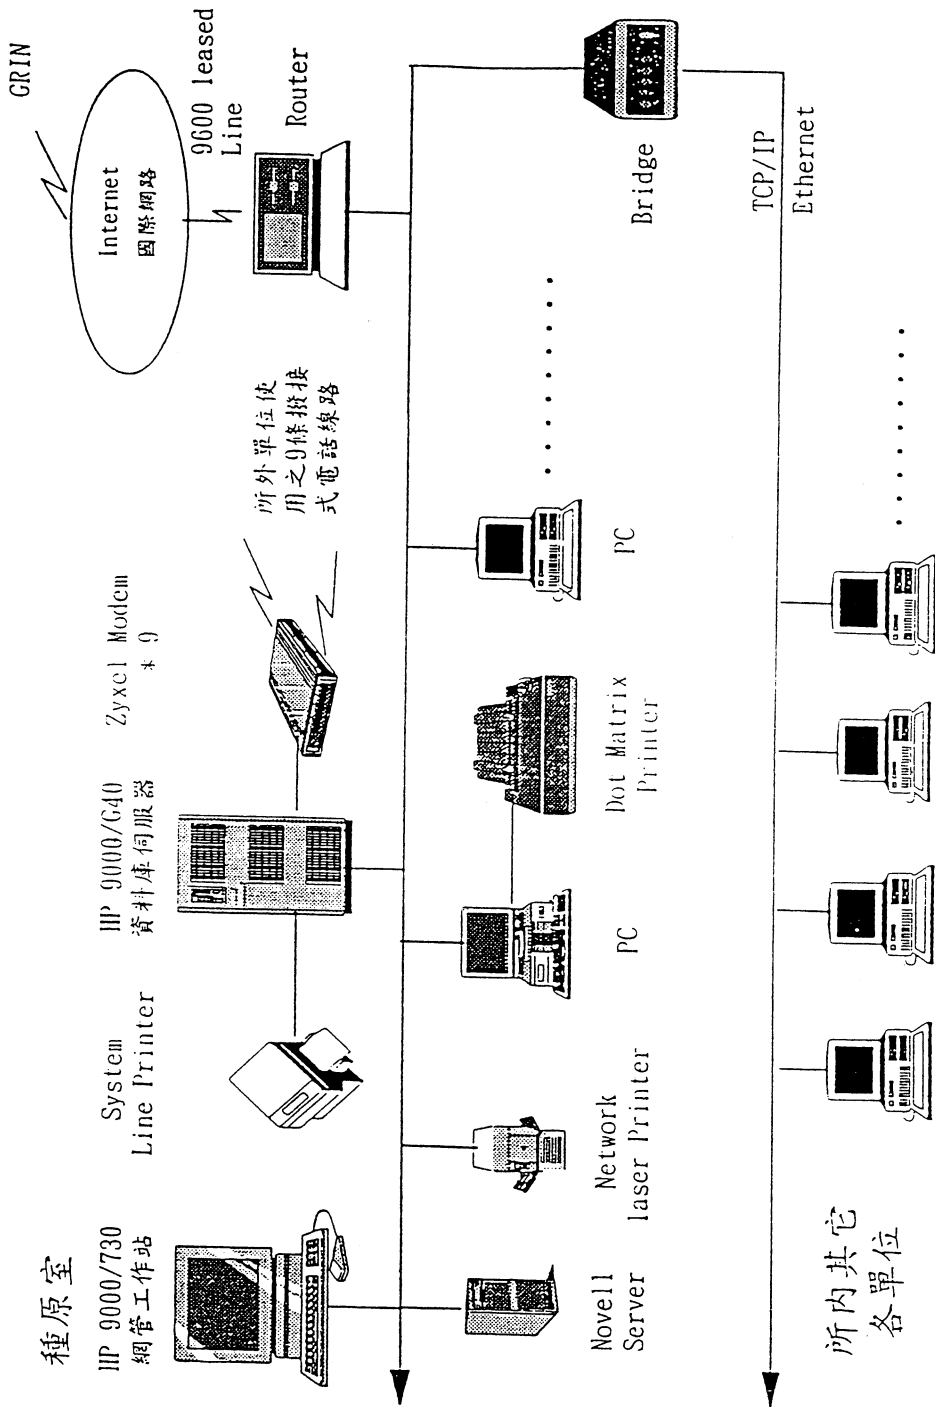 種原室
HP 9000/730
網管工作站
System
Line Printer
HP 9000/G40
資料庫伺服器
Zyxel Modem
* 9
所外單位使
用之9條撥接
式電話線路
GRIN
Internet
國際網路
9600 leased
Line
Router
Novell
Server
Network
laser Printer
PC
Dot Matrix
Printer
PC
Bridge
TCP/IP
Ethernet
所內其它
各單位